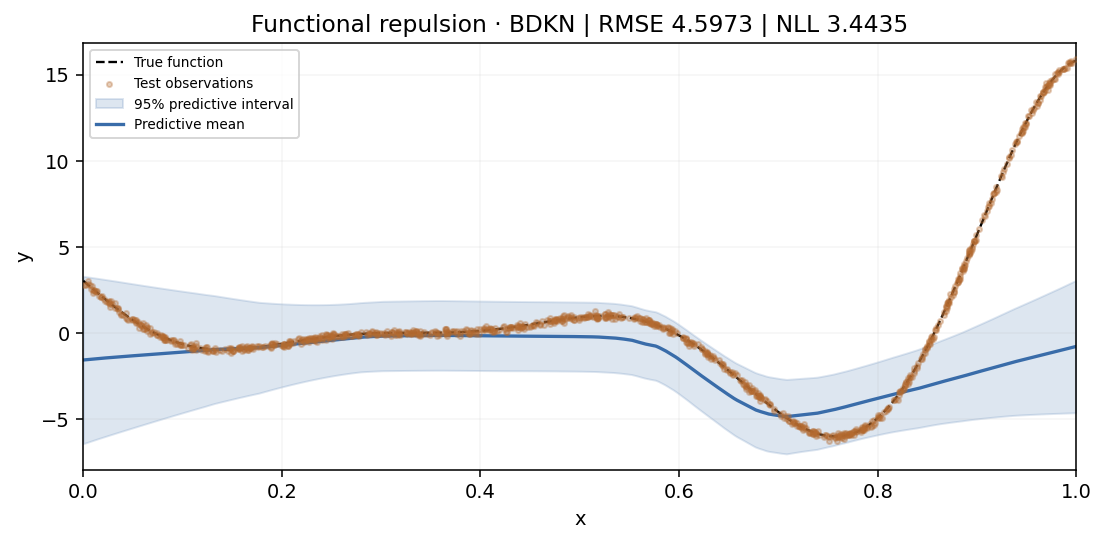 Functional repulsion · BDKN | RMSE 4.5973 | NLL 3.4435
True function
Test observations
95% predictive interval
Predictive mean
y
15
10
5
0
−5
0.0 0.2 0.4 0.6 0.8 1.0
x